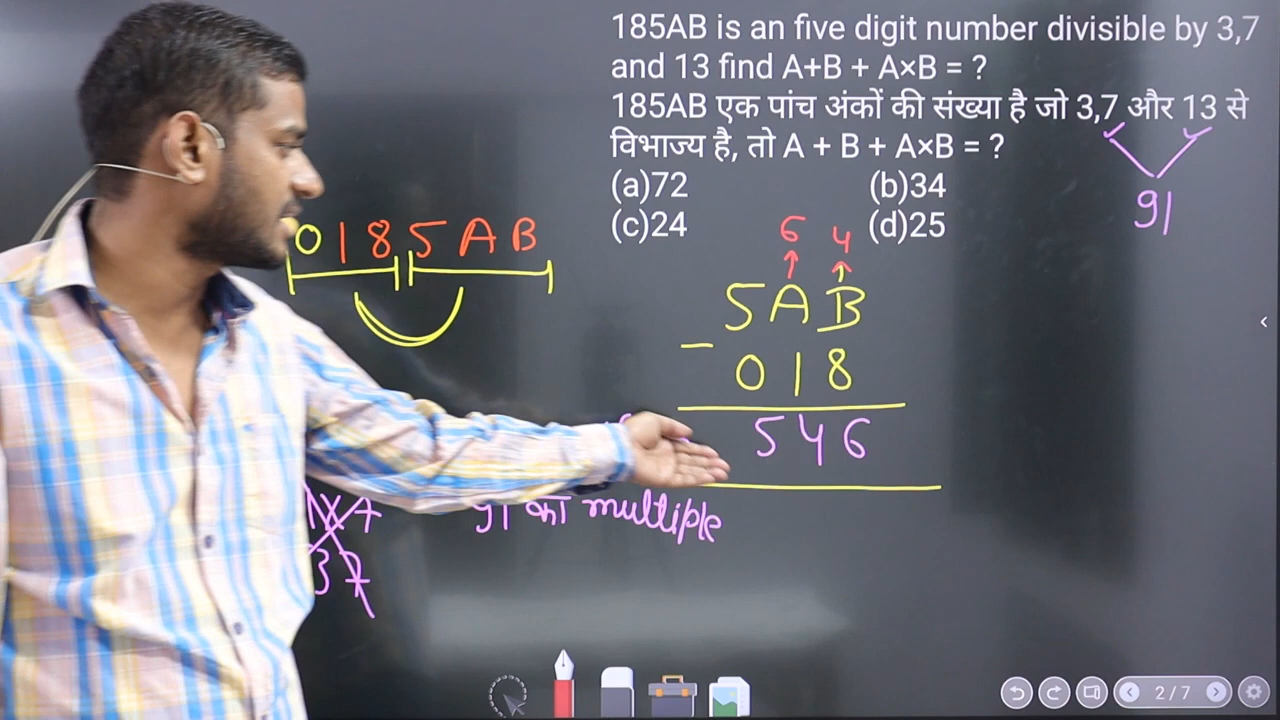 185AB is an five digit number divisible by 3,7
and 13 find A+B + A×B = ?
185AB एक पांच अंकों की संख्या है जो 3,7 और 13 से
विभाज्य है, तो A + B + A×B = ?
(a)72 (b)34
(c)24 (d)25
91
0185AB
6 4
5AB
- 018
546
91 का multiple
37
2/7